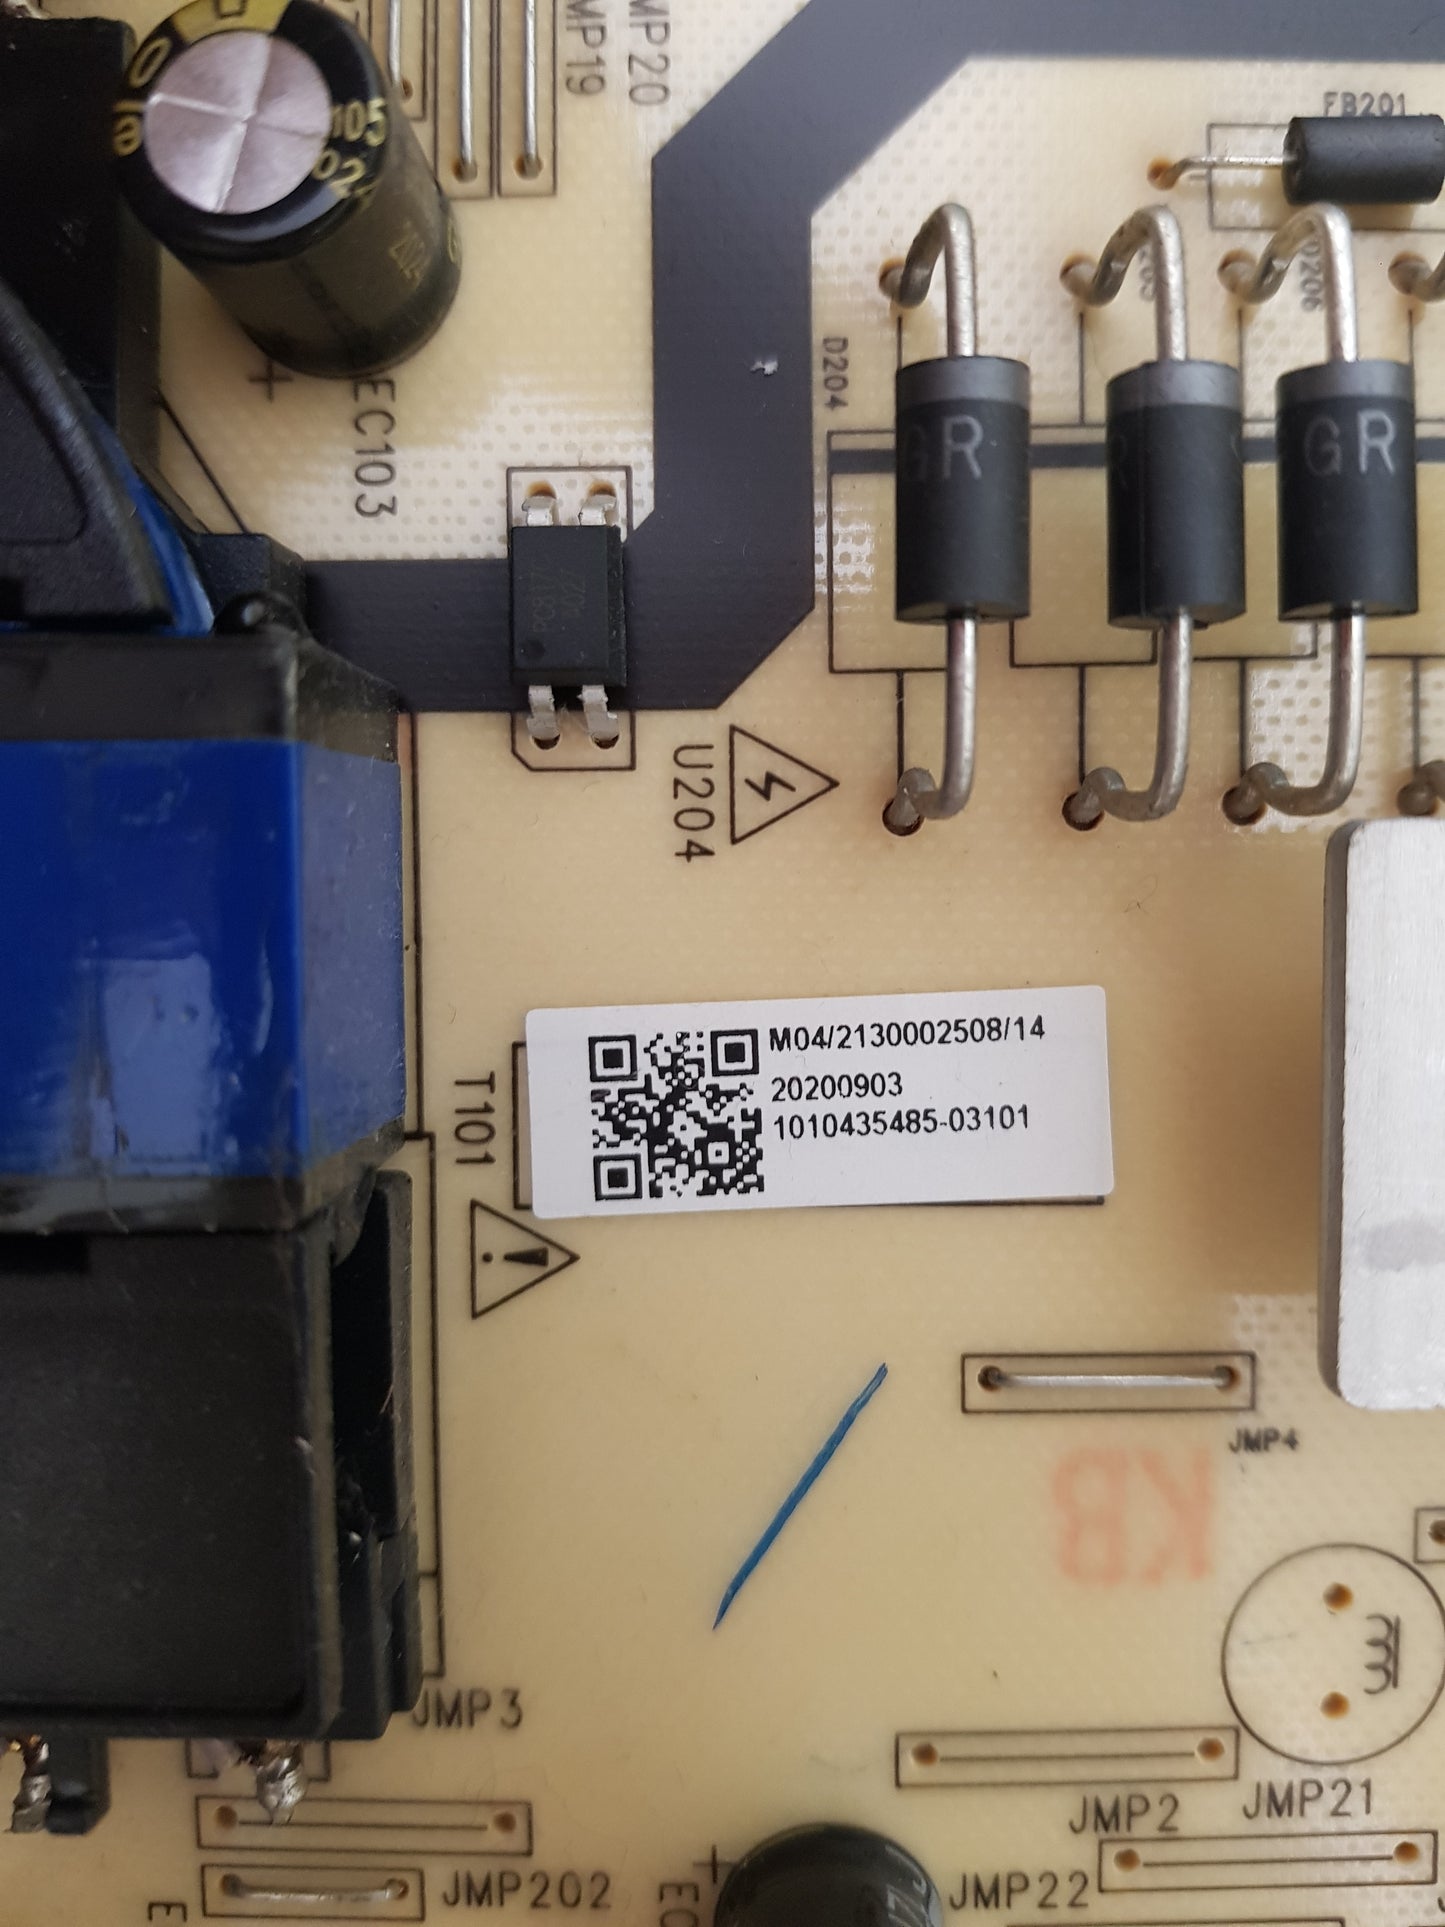 MP19
MP20
FB201
105
D206
D204
EC103
GR
R
GR
U204
M04/2130002508/14
20200903
1010435485-03101
T101
JMP4
KB
JMP3
JMP2
JMP21
JMP202
JMP22